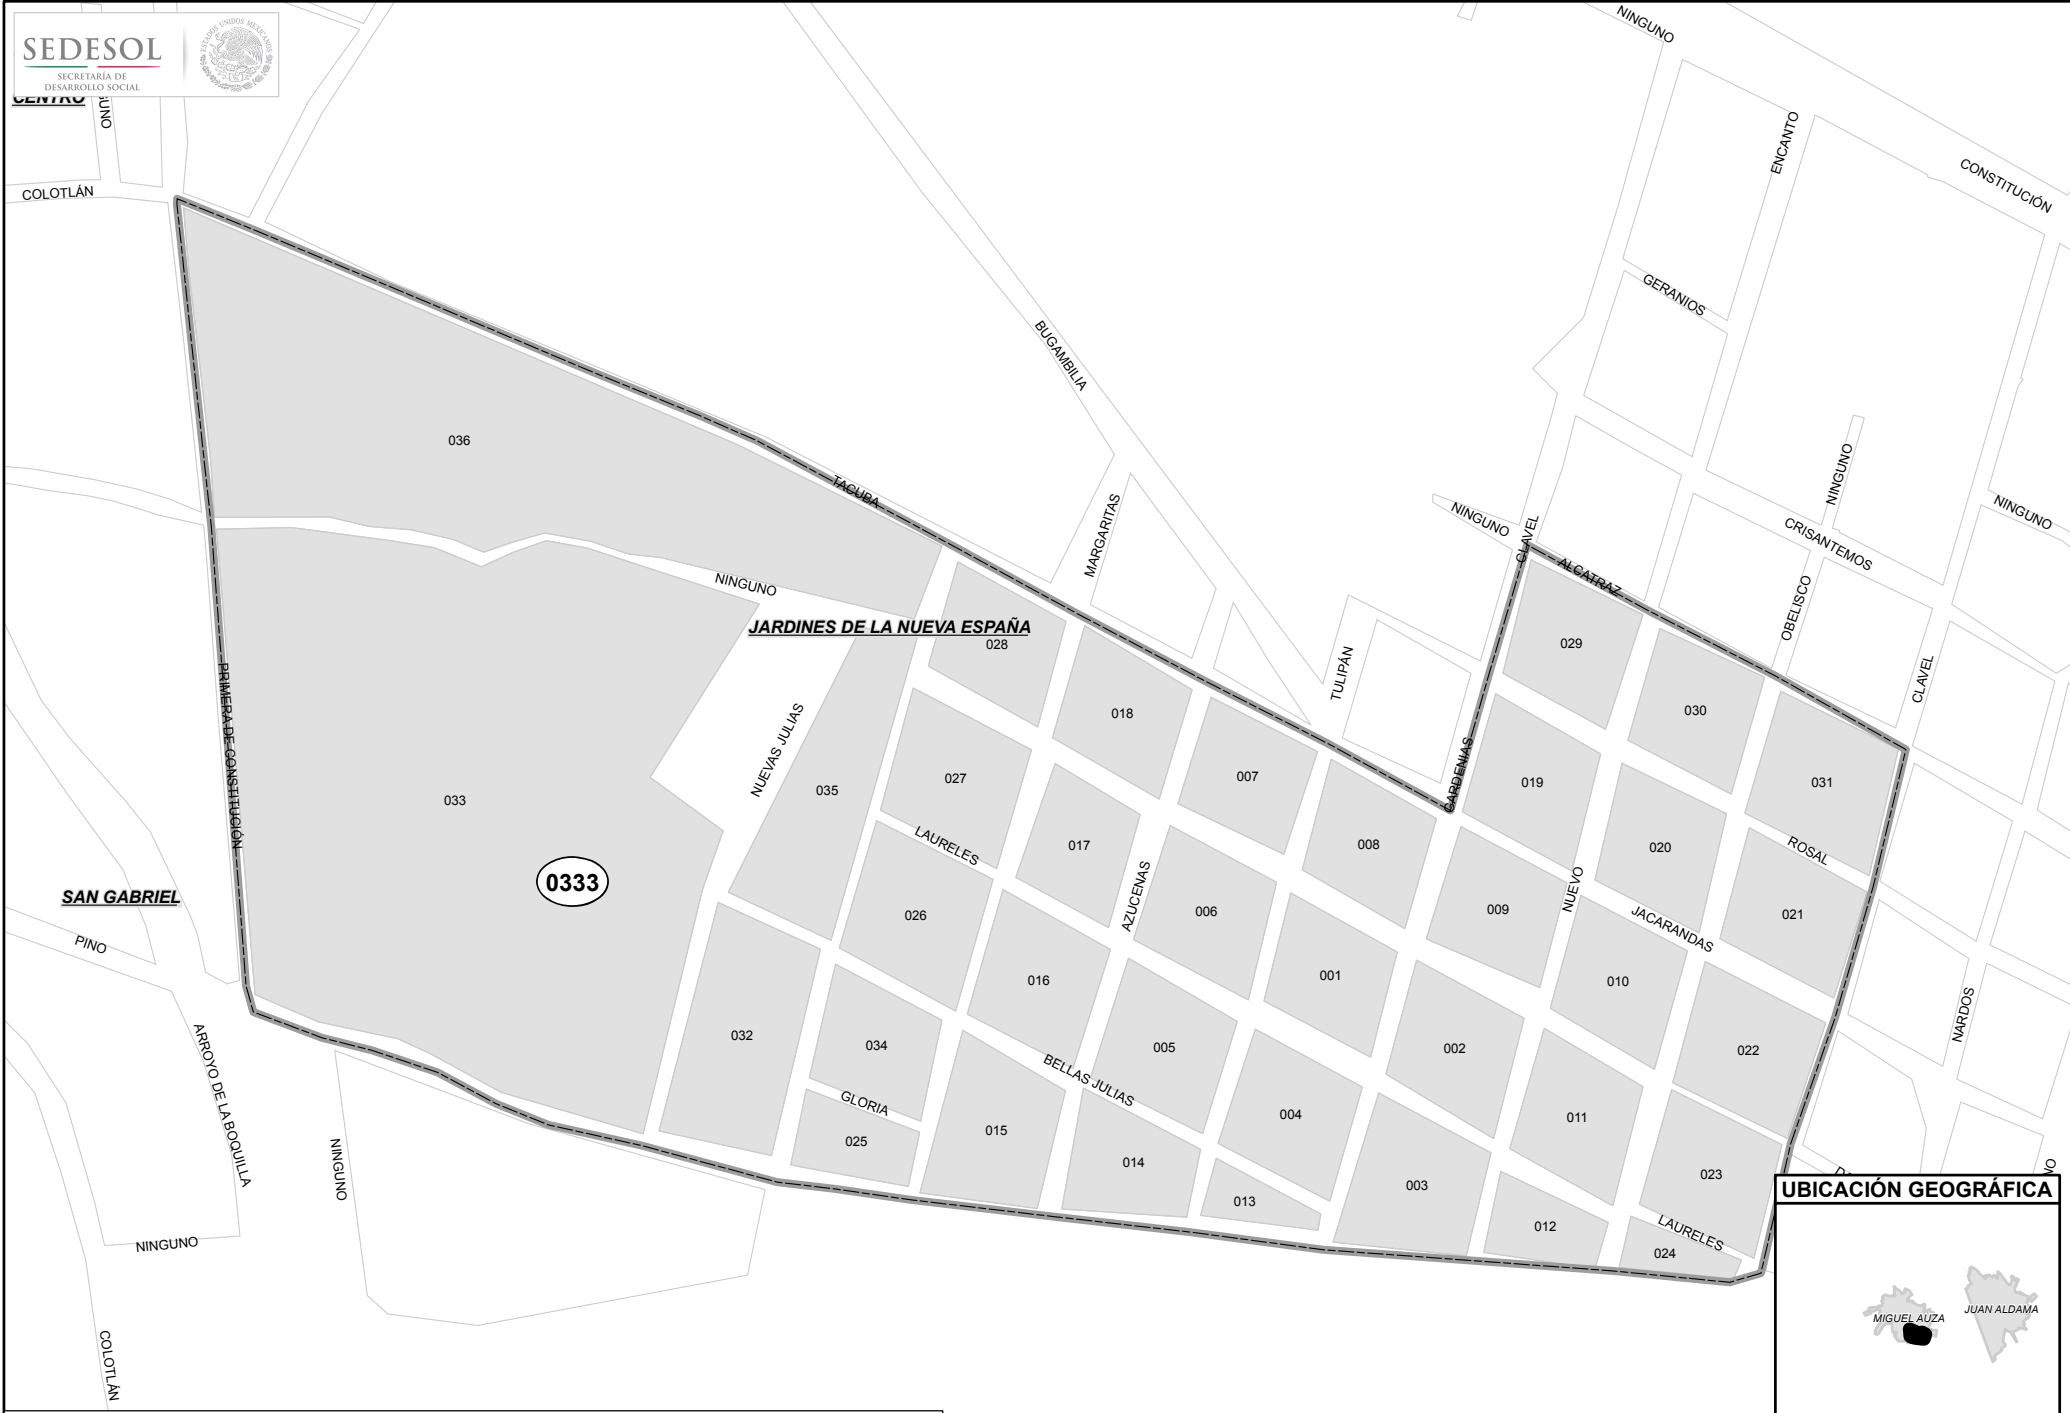 SEDESOL
SECRETARÍA DE
DESARROLLO SOCIAL
ESTADOS UNIDOS MEXICANOS
CENTRO
COLOTLÁN
NINGUNO
ENCANTO
CONSTITUCIÓN
GERANIOS
BUGAMBILIA
036
TACUBA
MARGARITAS
NINGUNO
CLAVEL
ALCATRAZ
NINGUNO
CRISANTEMOS
NINGUNO
OBELISCO
NINGUNO
JARDINES DE LA NUEVA ESPAÑA
028
029
TULIPÁN
CLAVEL
PRIMERA DE CONSTITUCIÓN
NUEVAS JULIAS
018
030
027
007
CARDENIAS
019
031
033
035
LAURELES
017
008
020
ROSAL
0333
SAN GABRIEL
AZUCENAS
NUEVO
026
006
009
JACARANDAS
021
PINO
016
001
010
NARDOS
ARROYO DE LA BOQUILLA
032
034
005
002
022
BELLAS JULIAS
GLORIA
004
011
025
015
014
023
NINGUNO
013
003
012
LAURELES
024
NINGUNO
COLOTLÁN
UBICACIÓN GEOGRÁFICA
MIGUEL AUZA
JUAN ALDAMA